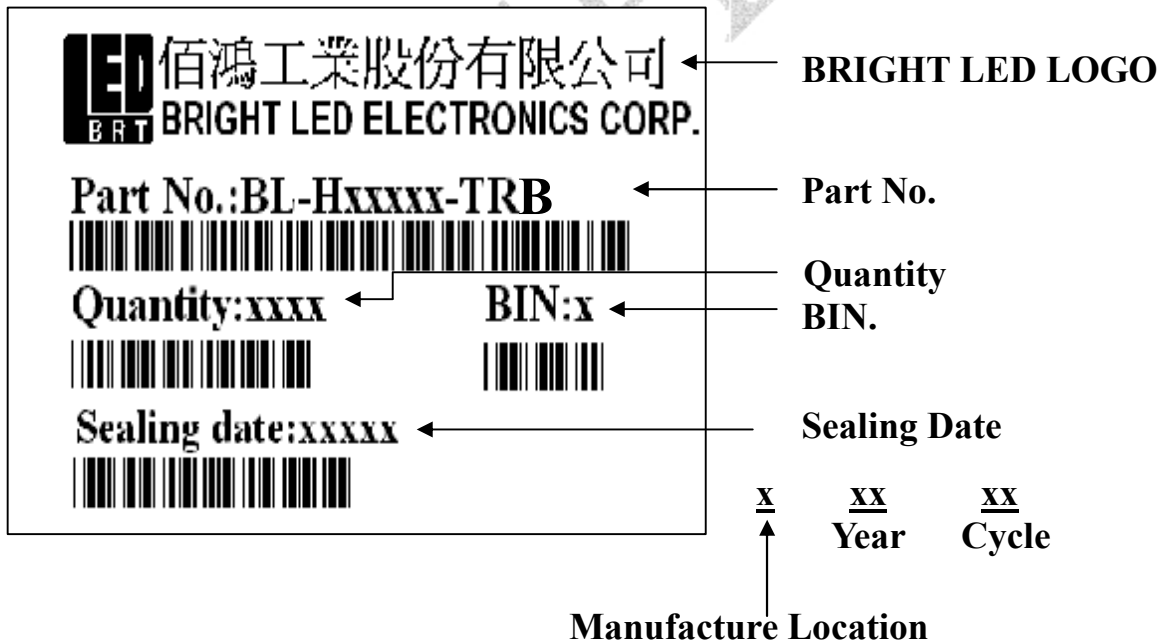 佰鴻工業股份有限公司
BRIGHT LED LOGO
LED
BRT
BRIGHT LED ELECTRONICS CORP.
Part No.:BL-Hxxxxx-TRB
Part No.
Quantity:xxxx
BIN:x
Quantity
BIN.
Sealing date:xxxxx
Sealing Date
x xx xx
Year Cycle
Manufacture Location